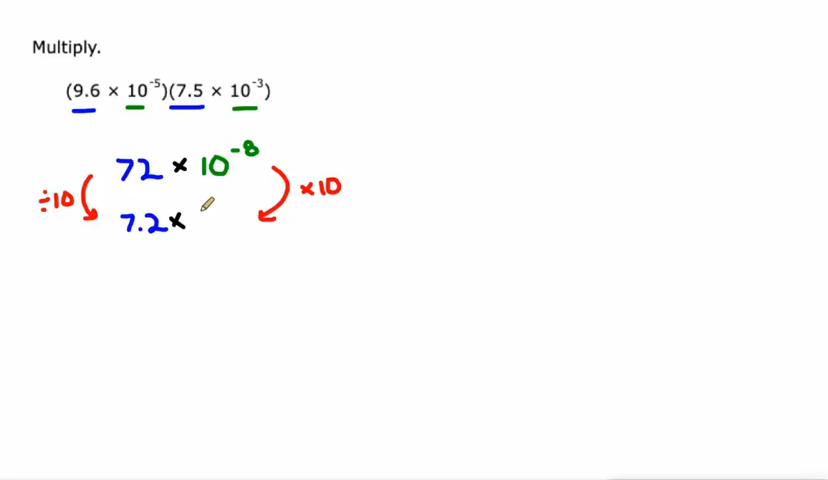 Multiply.
(9.6 × 10⁻⁵)(7.5 × 10⁻³)
72 × 10⁻⁸
÷10 ×10
7.2 ×